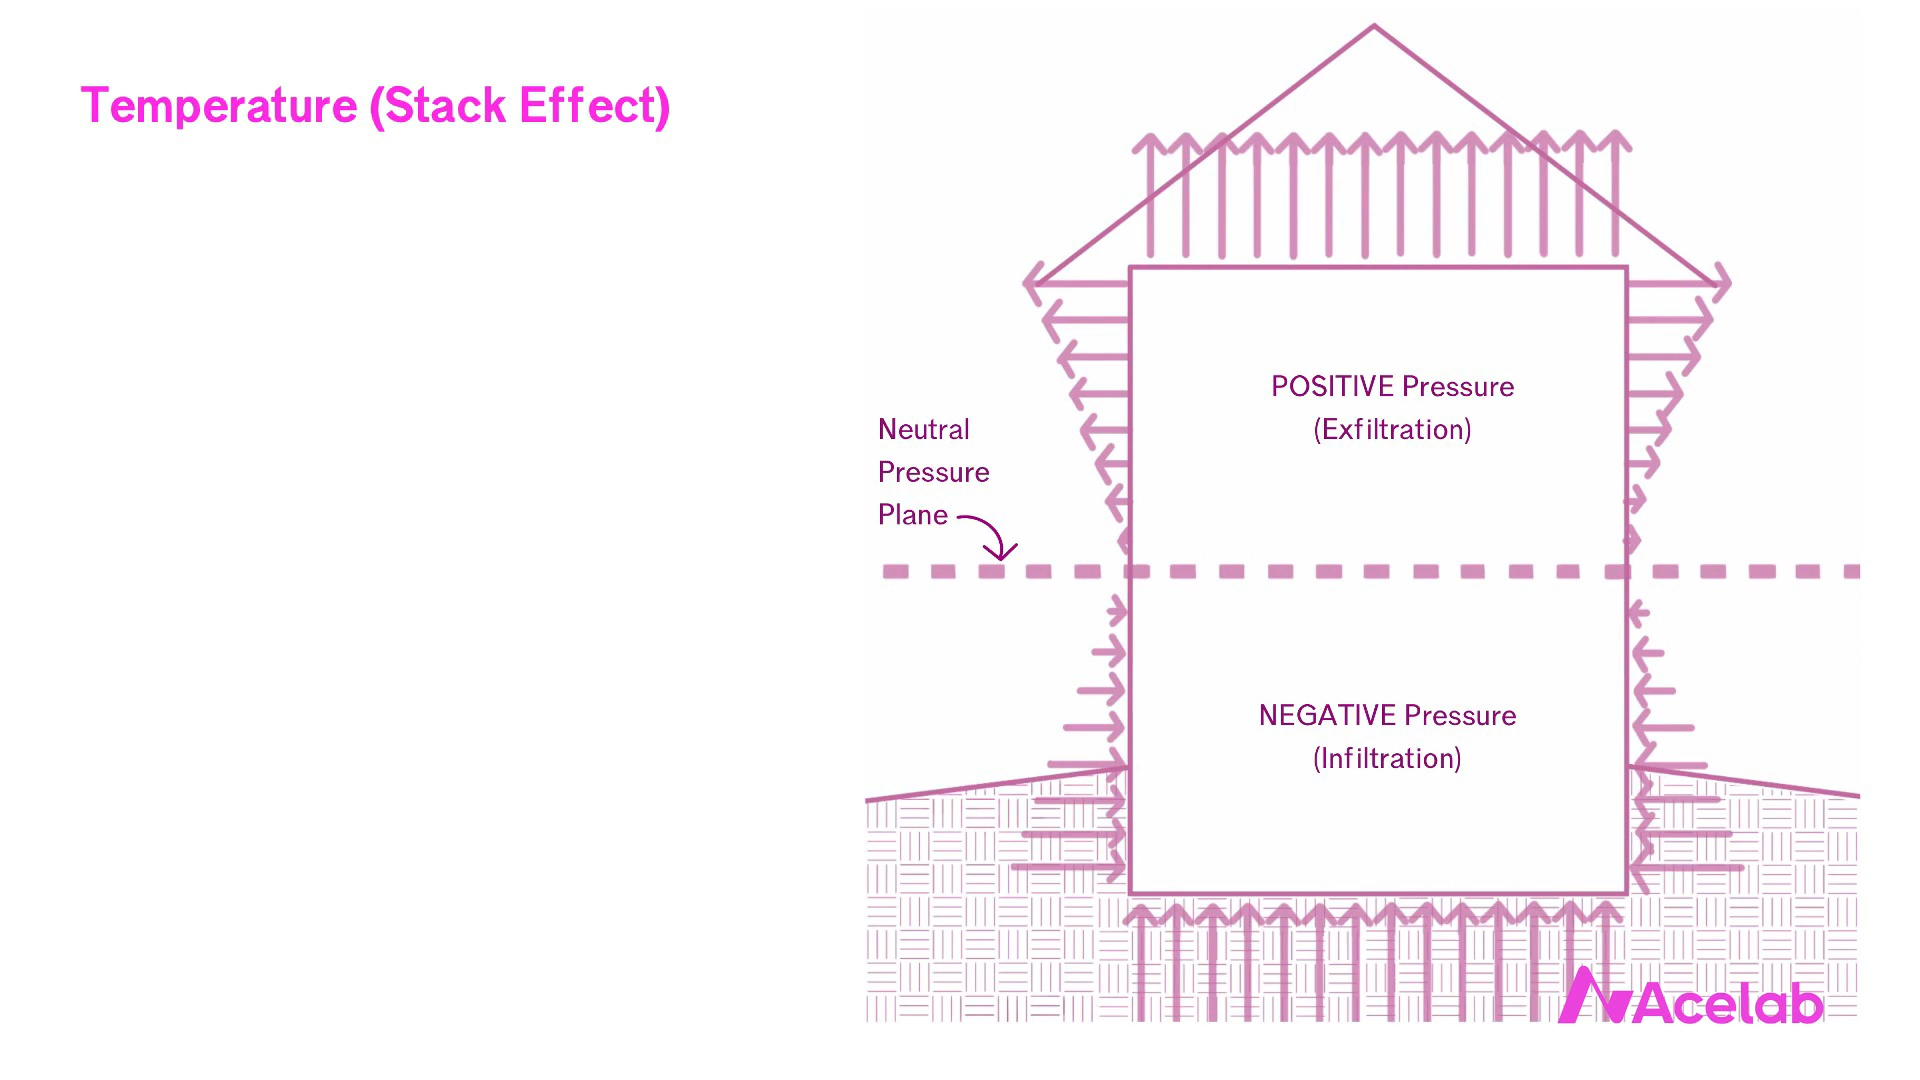 Temperature (Stack Effect)
POSITIVE Pressure
(Exfiltration)
Neutral
Pressure
Plane
NEGATIVE Pressure
(Infiltration)
Acelab